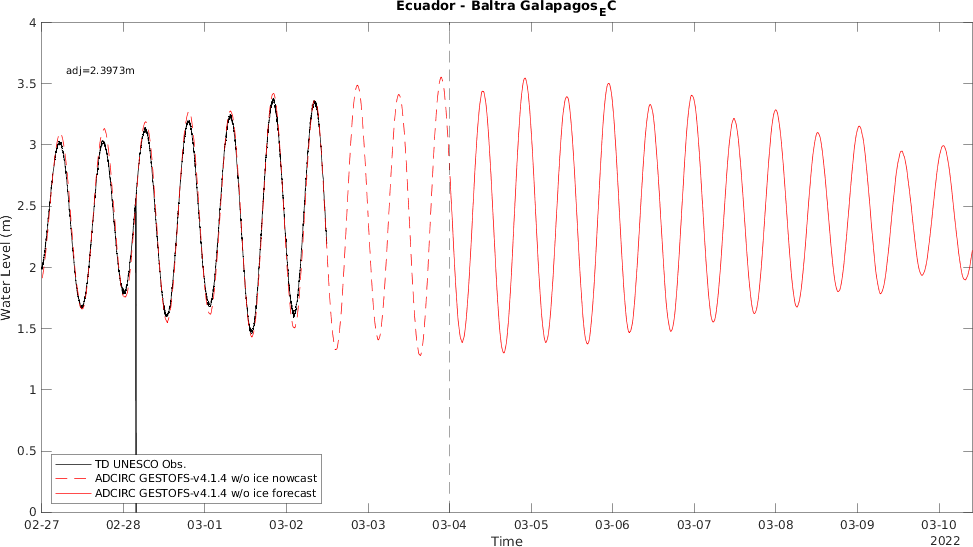 Ecuador - Baltra Galapagos_EC
4
adj=2.3973m
3.5
3
2.5
2
1.5
1
0.5
0
Water Level (m)
TD UNESCO Obs.
ADCIRC GESTOFS-v4.1.4 w/o ice nowcast
ADCIRC GESTOFS-v4.1.4 w/o ice forecast
02-27 02-28 03-01 03-02 03-03 03-04 03-05 03-06 03-07 03-08 03-09 03-10
Time
2022